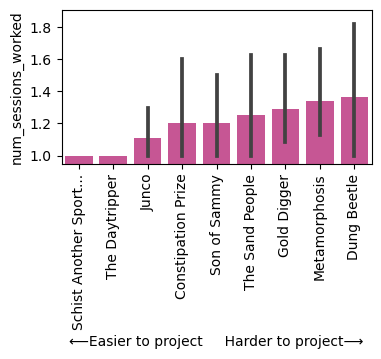 num_sessions_worked
1.8
1.6
1.4
1.2
1.0
Schist Another Sport...
The Daytripper
Junco
Constipation Prize
Son of Sammy
The Sand People
Gold Digger
Metamorphosis
Dung Beetle
⟵Easier to project Harder to project⟶